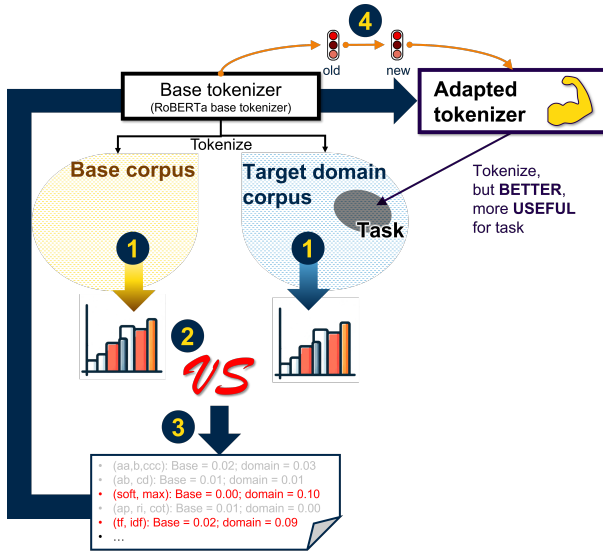 4
old
new
Base tokenizer
(RoBERTa base tokenizer)
Adapted
tokenizer
Tokenize
Base corpus
Target domain
corpus
Task
Tokenize,
but BETTER,
more USEFUL
for task
1
1
2
VS
3
• (aa,b,ccc): Base = 0.02; domain = 0.03
• (ab, cd): Base = 0.01; domain = 0.01
• (soft, max): Base = 0.00; domain = 0.10
• (ap, ri, cot): Base = 0.01; domain = 0.00
• (tf, idf): Base = 0.02; domain = 0.09
• …